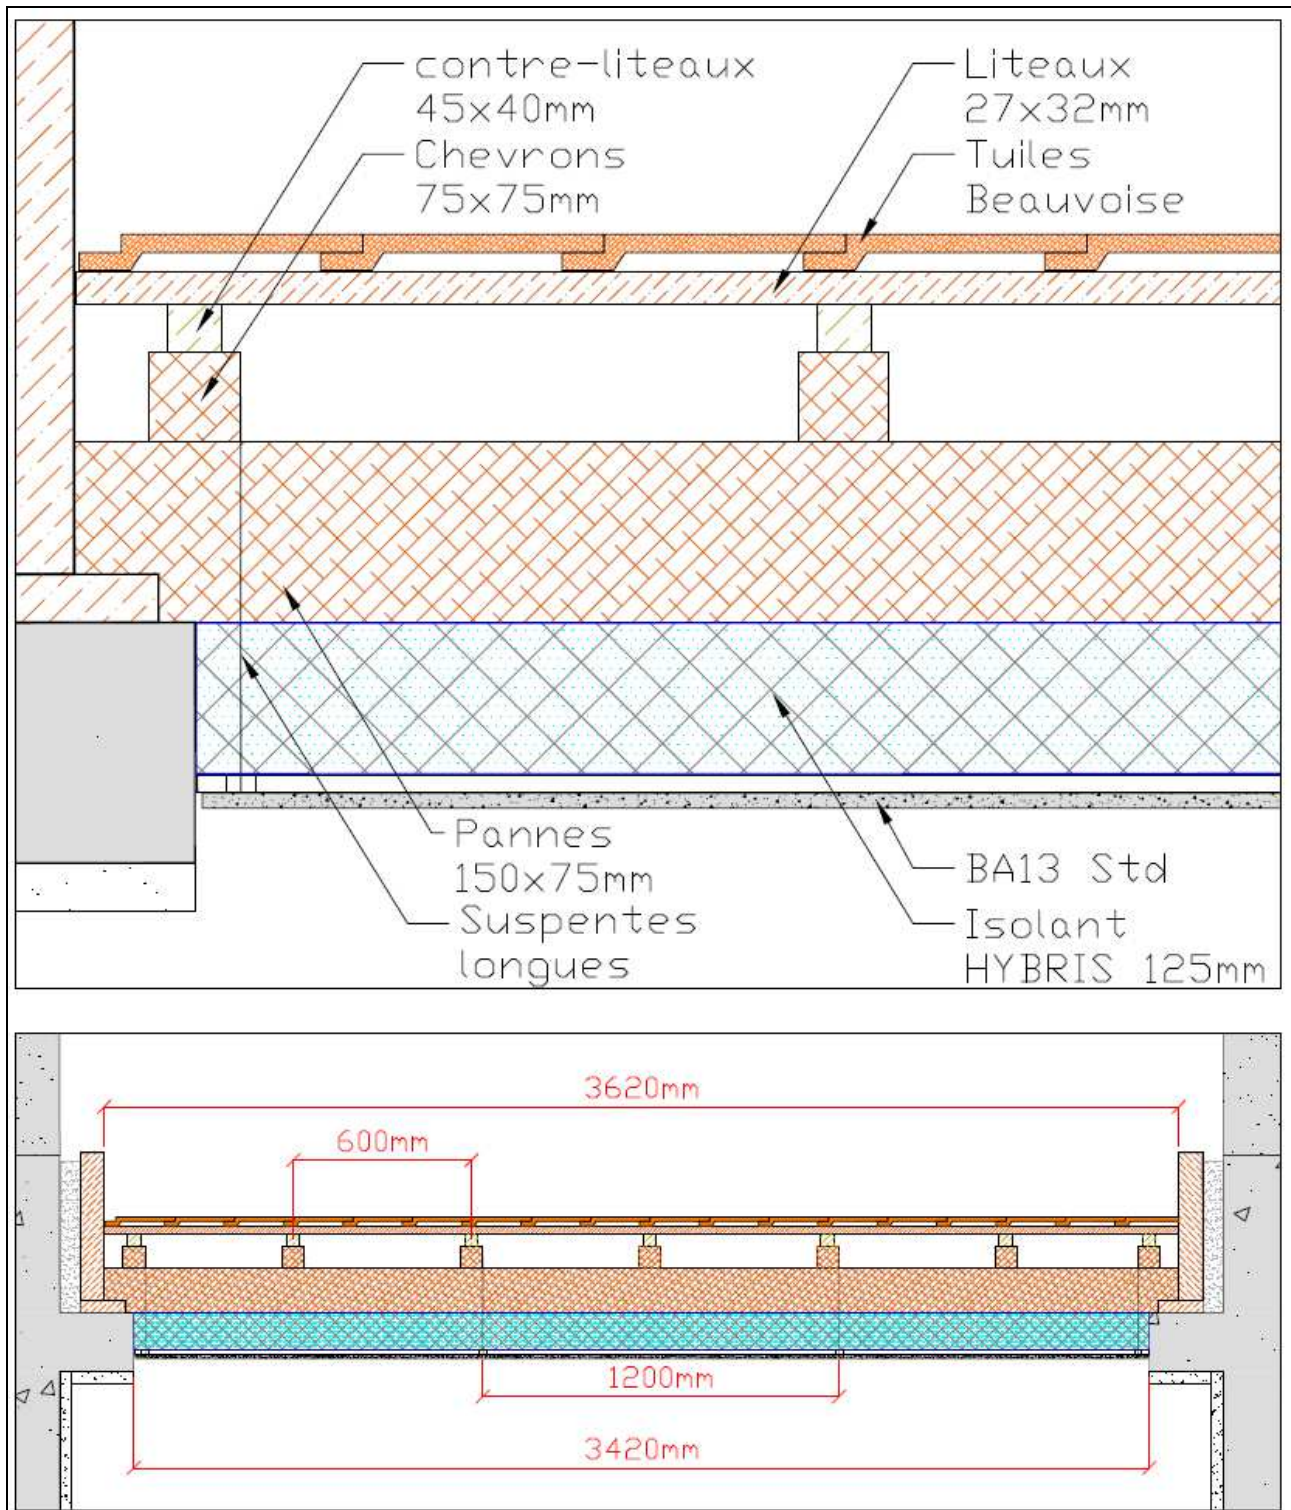 contre-liteaux
45x40mm
Chevrons
75x75mm
Liteaux
27x32mm
Tuiles
Beauvoise
Pannes
150x75mm
Suspentes
longues
BA13 Std
Isolant
HYBRIS 125mm
3620mm
600mm
1200mm
3420mm